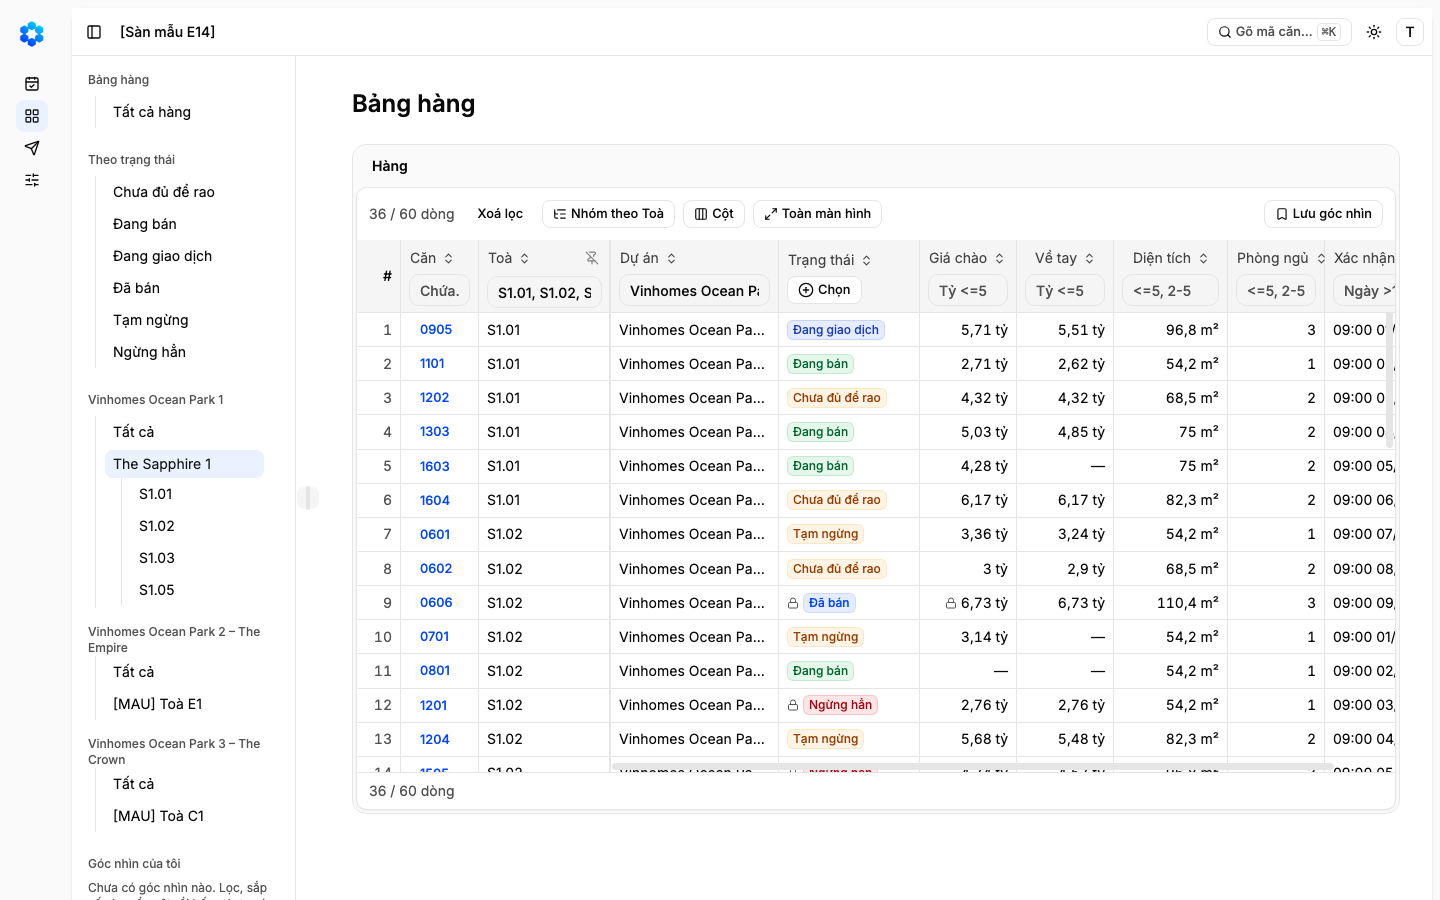 [Sàn mẫu E14]
Gõ mã căn... ⌘K
T
Bảng hàng
Tất cả hàng
Theo trạng thái
Chưa đủ để rao
Đang bán
Đang giao dịch
Đã bán
Tạm ngừng
Ngừng hẳn
Vinhomes Ocean Park 1
Tất cả
The Sapphire 1
S1.01
S1.02
S1.03
S1.05
Vinhomes Ocean Park 2 – The
Empire
Tất cả
[MAU] Toà E1
Vinhomes Ocean Park 3 – The
Crown
Tất cả
[MAU] Toà C1
Góc nhìn của tôi
Chưa có góc nhìn nào. Lọc, sắp
Bảng hàng
Hàng
36 / 60 dòng Xoá lọc Nhóm theo Toà Cột Toàn màn hình Lưu góc nhìn
# Căn Toà Dự án Trạng thái Giá chào Về tay Diện tích Phòng ngủ Xác nhận
Chứa. S1.01, S1.02, S Vinhomes Ocean Pa Chọn Tỷ <=5 Tỷ <=5 <=5, 2-5 <=5, 2-5 Ngày >
1 0905 S1.01 Vinhomes Ocean Pa... Đang giao dịch 5,71 tỷ 5,51 tỷ 96,8 m² 3 09:00
2 1101 S1.01 Vinhomes Ocean Pa... Đang bán 2,71 tỷ 2,62 tỷ 54,2 m² 1 09:00
3 1202 S1.01 Vinhomes Ocean Pa... Chưa đủ để rao 4,32 tỷ 4,32 tỷ 68,5 m² 2 09:00
4 1303 S1.01 Vinhomes Ocean Pa... Đang bán 5,03 tỷ 4,85 tỷ 75 m² 2 09:00
5 1603 S1.01 Vinhomes Ocean Pa... Đang bán 4,28 tỷ — 75 m² 2 09:00 05/
6 1604 S1.01 Vinhomes Ocean Pa... Chưa đủ để rao 6,17 tỷ 6,17 tỷ 82,3 m² 2 09:00 06/
7 0601 S1.02 Vinhomes Ocean Pa... Tạm ngừng 3,36 tỷ 3,24 tỷ 54,2 m² 1 09:00 07/
8 0602 S1.02 Vinhomes Ocean Pa... Chưa đủ để rao 3 tỷ 2,9 tỷ 68,5 m² 2 09:00 08/
9 0606 S1.02 Vinhomes Ocean Pa... Đã bán 6,73 tỷ 6,73 tỷ 110,4 m² 3 09:00 09/
10 0701 S1.02 Vinhomes Ocean Pa... Tạm ngừng 3,14 tỷ — 54,2 m² 1 09:00 01/
11 0801 S1.02 Vinhomes Ocean Pa... Đang bán — — 54,2 m² 1 09:00 02/
12 1201 S1.02 Vinhomes Ocean Pa... Ngừng hẳn 2,76 tỷ 2,76 tỷ 54,2 m² 1 09:00 03/
13 1204 S1.02 Vinhomes Ocean Pa... Tạm ngừng 5,68 tỷ 5,48 tỷ 82,3 m² 2 09:00 04/
36 / 60 dòng